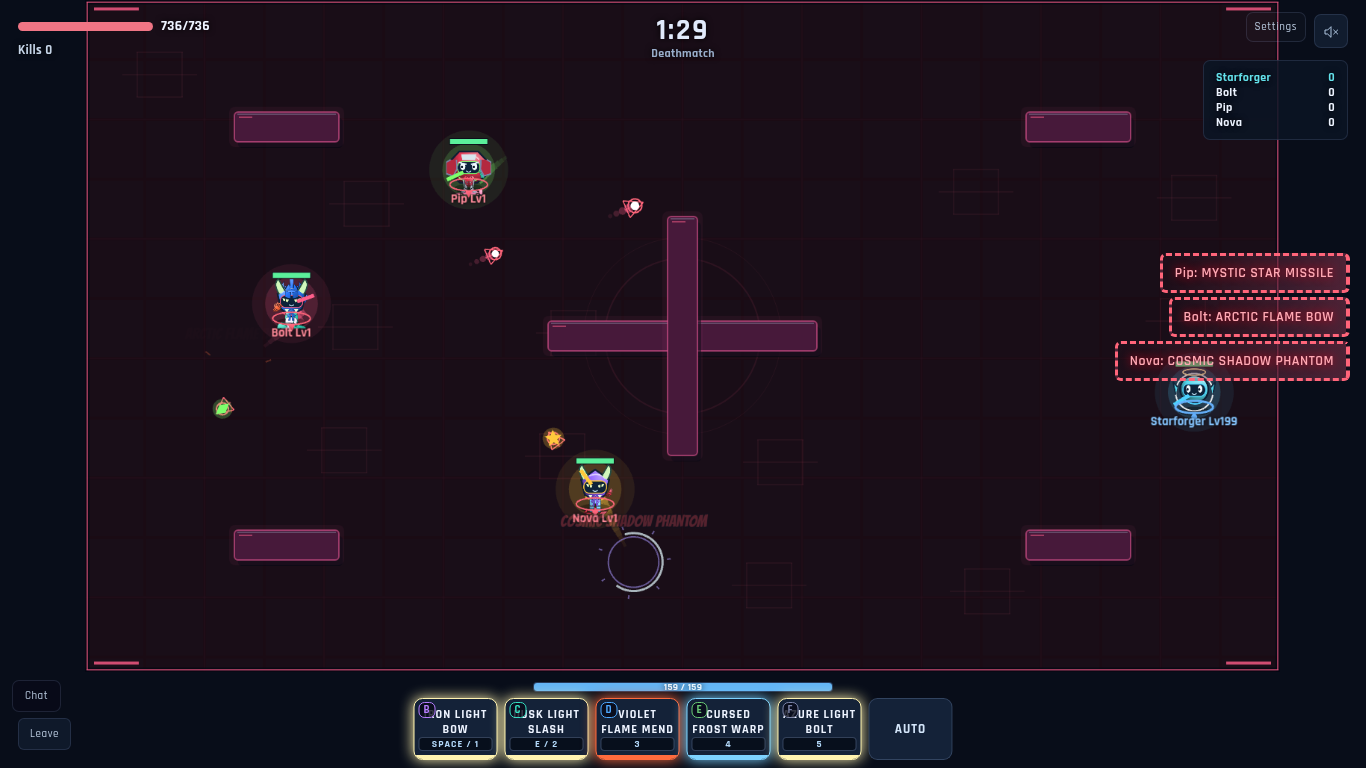 736/736
Kills 0
1:29
Deathmatch
Settings
Starforger 0
Bolt 0
Pip 0
Nova 0
Pip Lv1
Bolt Lv1
Pip: MYSTIC STAR MISSILE
Bolt: ARCTIC FLAME BOW
Nova: COSMIC SHADOW PHANTOM
Starforger Lv199
Nova Lv1
COSMIC SHADOW PHANTOM
159 / 159
Chat
Leave
B
LIGHT
BOW
SPACE / 1
C
LIGHT
SLASH
E / 2
D
VIOLET
FLAME MEND
3
E
CURSED
FROST WARP
4
F
LIGHT
BOLT
5
AUTO